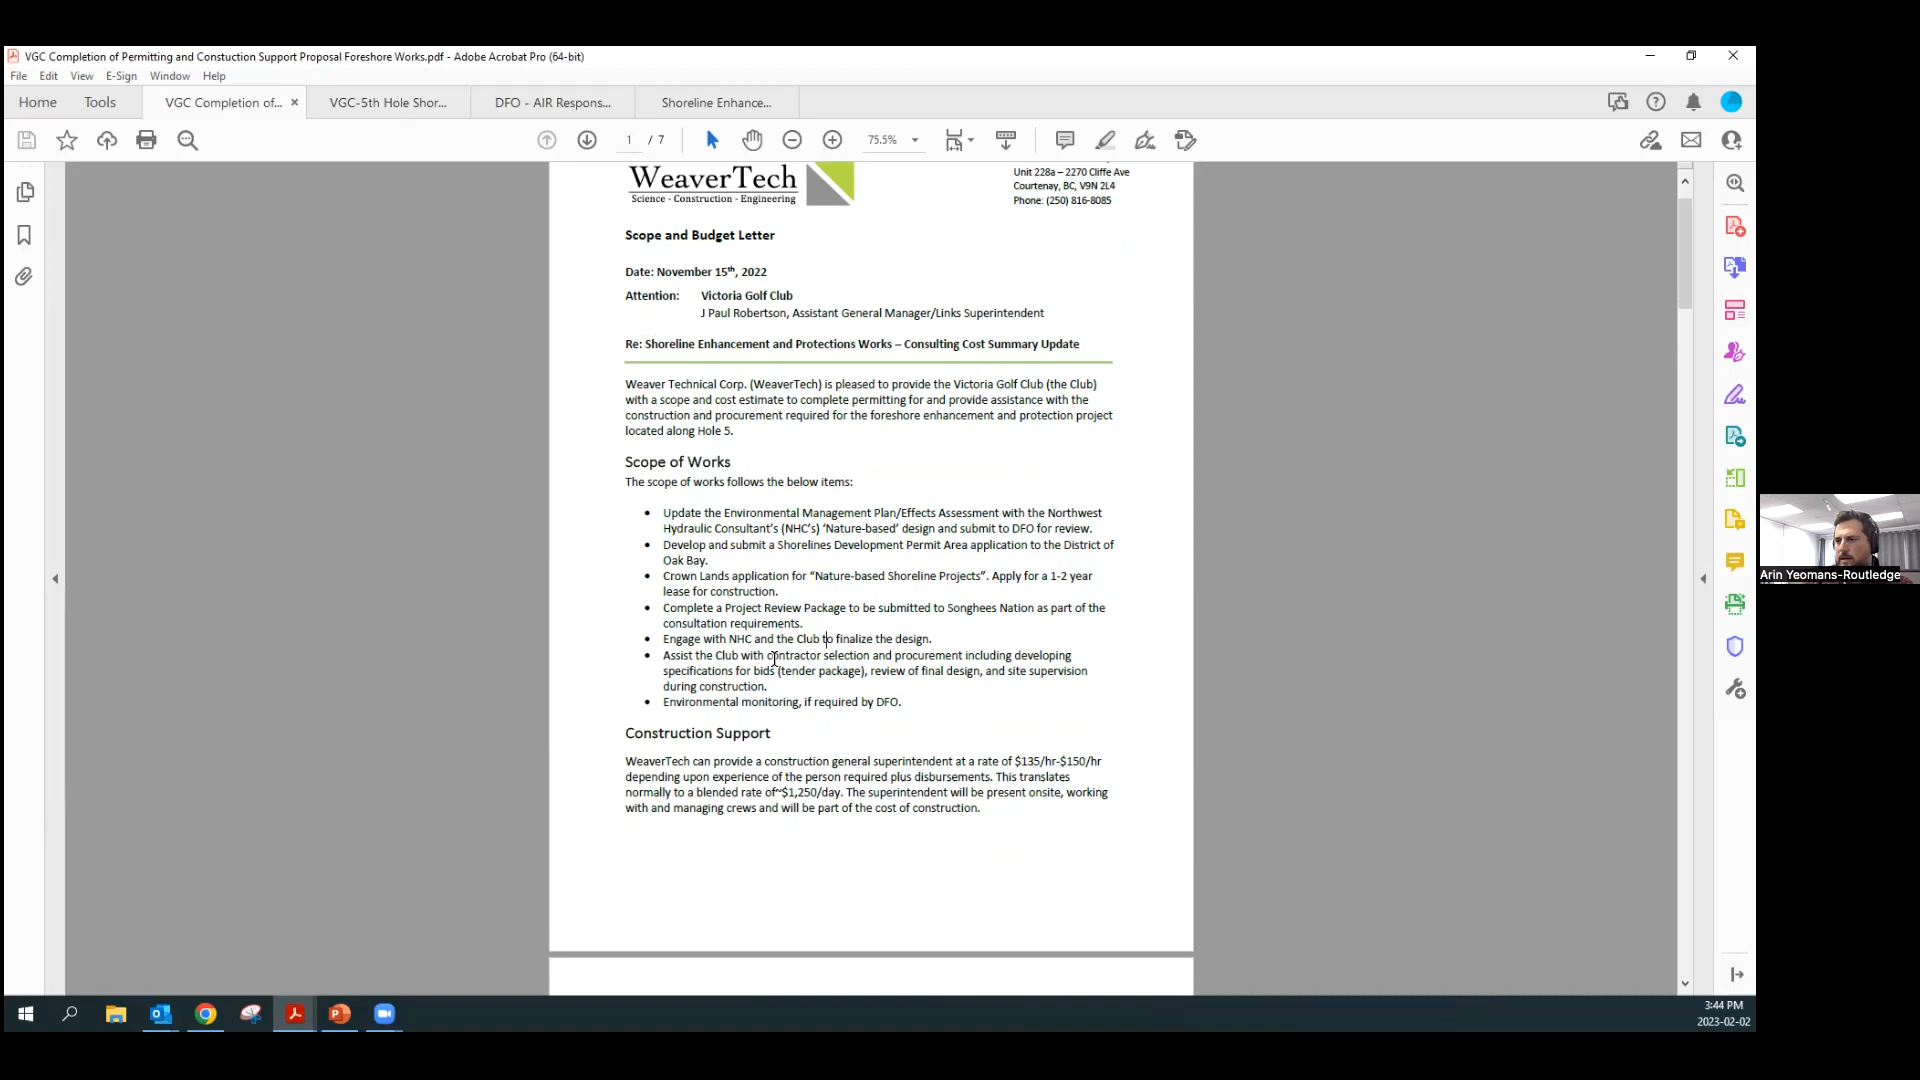 VGC Completion of Permitting and Constuction Support Proposal Foreshore Works.pdf - Adobe Acrobat Pro (64-bit)
File Edit View E-Sign Window Help
Home Tools VGC Completion of... × VGC-5th Hole Shor... DFO - AIR Respons... Shoreline Enhance...
1 / 7 75.5%
WeaverTech
Science - Construction - Engineering
Unit 228a – 2270 Cliffe Ave
Courtenay, BC, V9N 2L4
Phone: (250) 816-8085
Scope and Budget Letter
Date: November 15th, 2022
Attention: Victoria Golf Club
J Paul Robertson, Assistant General Manager/Links Superintendent
Re: Shoreline Enhancement and Protections Works – Consulting Cost Summary Update
Weaver Technical Corp. (WeaverTech) is pleased to provide the Victoria Golf Club (the Club)
with a scope and cost estimate to complete permitting for and provide assistance with the
construction and procurement required for the foreshore enhancement and protection project
located along Hole 5.
Scope of Works
The scope of works follows the below items:
• Update the Environmental Management Plan/Effects Assessment with the Northwest
Hydraulic Consultant's (NHC's) 'Nature-based' design and submit to DFO for review.
• Develop and submit a Shorelines Development Permit Area application to the District of
Oak Bay.
• Crown Lands application for "Nature-based Shoreline Projects". Apply for a 1-2 year
lease for construction.
• Complete a Project Review Package to be submitted to Songhees Nation as part of the
consultation requirements.
• Engage with NHC and the Club to finalize the design.
• Assist the Club with contractor selection and procurement including developing
specifications for bids (tender package), review of final design, and site supervision
during construction.
• Environmental monitoring, if required by DFO.
Construction Support
WeaverTech can provide a construction general superintendent at a rate of $135/hr-$150/hr
depending upon experience of the person required plus disbursements. This translates
normally to a blended rate of~$1,250/day. The superintendent will be present onsite, working
with and managing crews and will be part of the cost of construction.
Arin Yeomans-Routledge
3:44 PM
2023-02-02